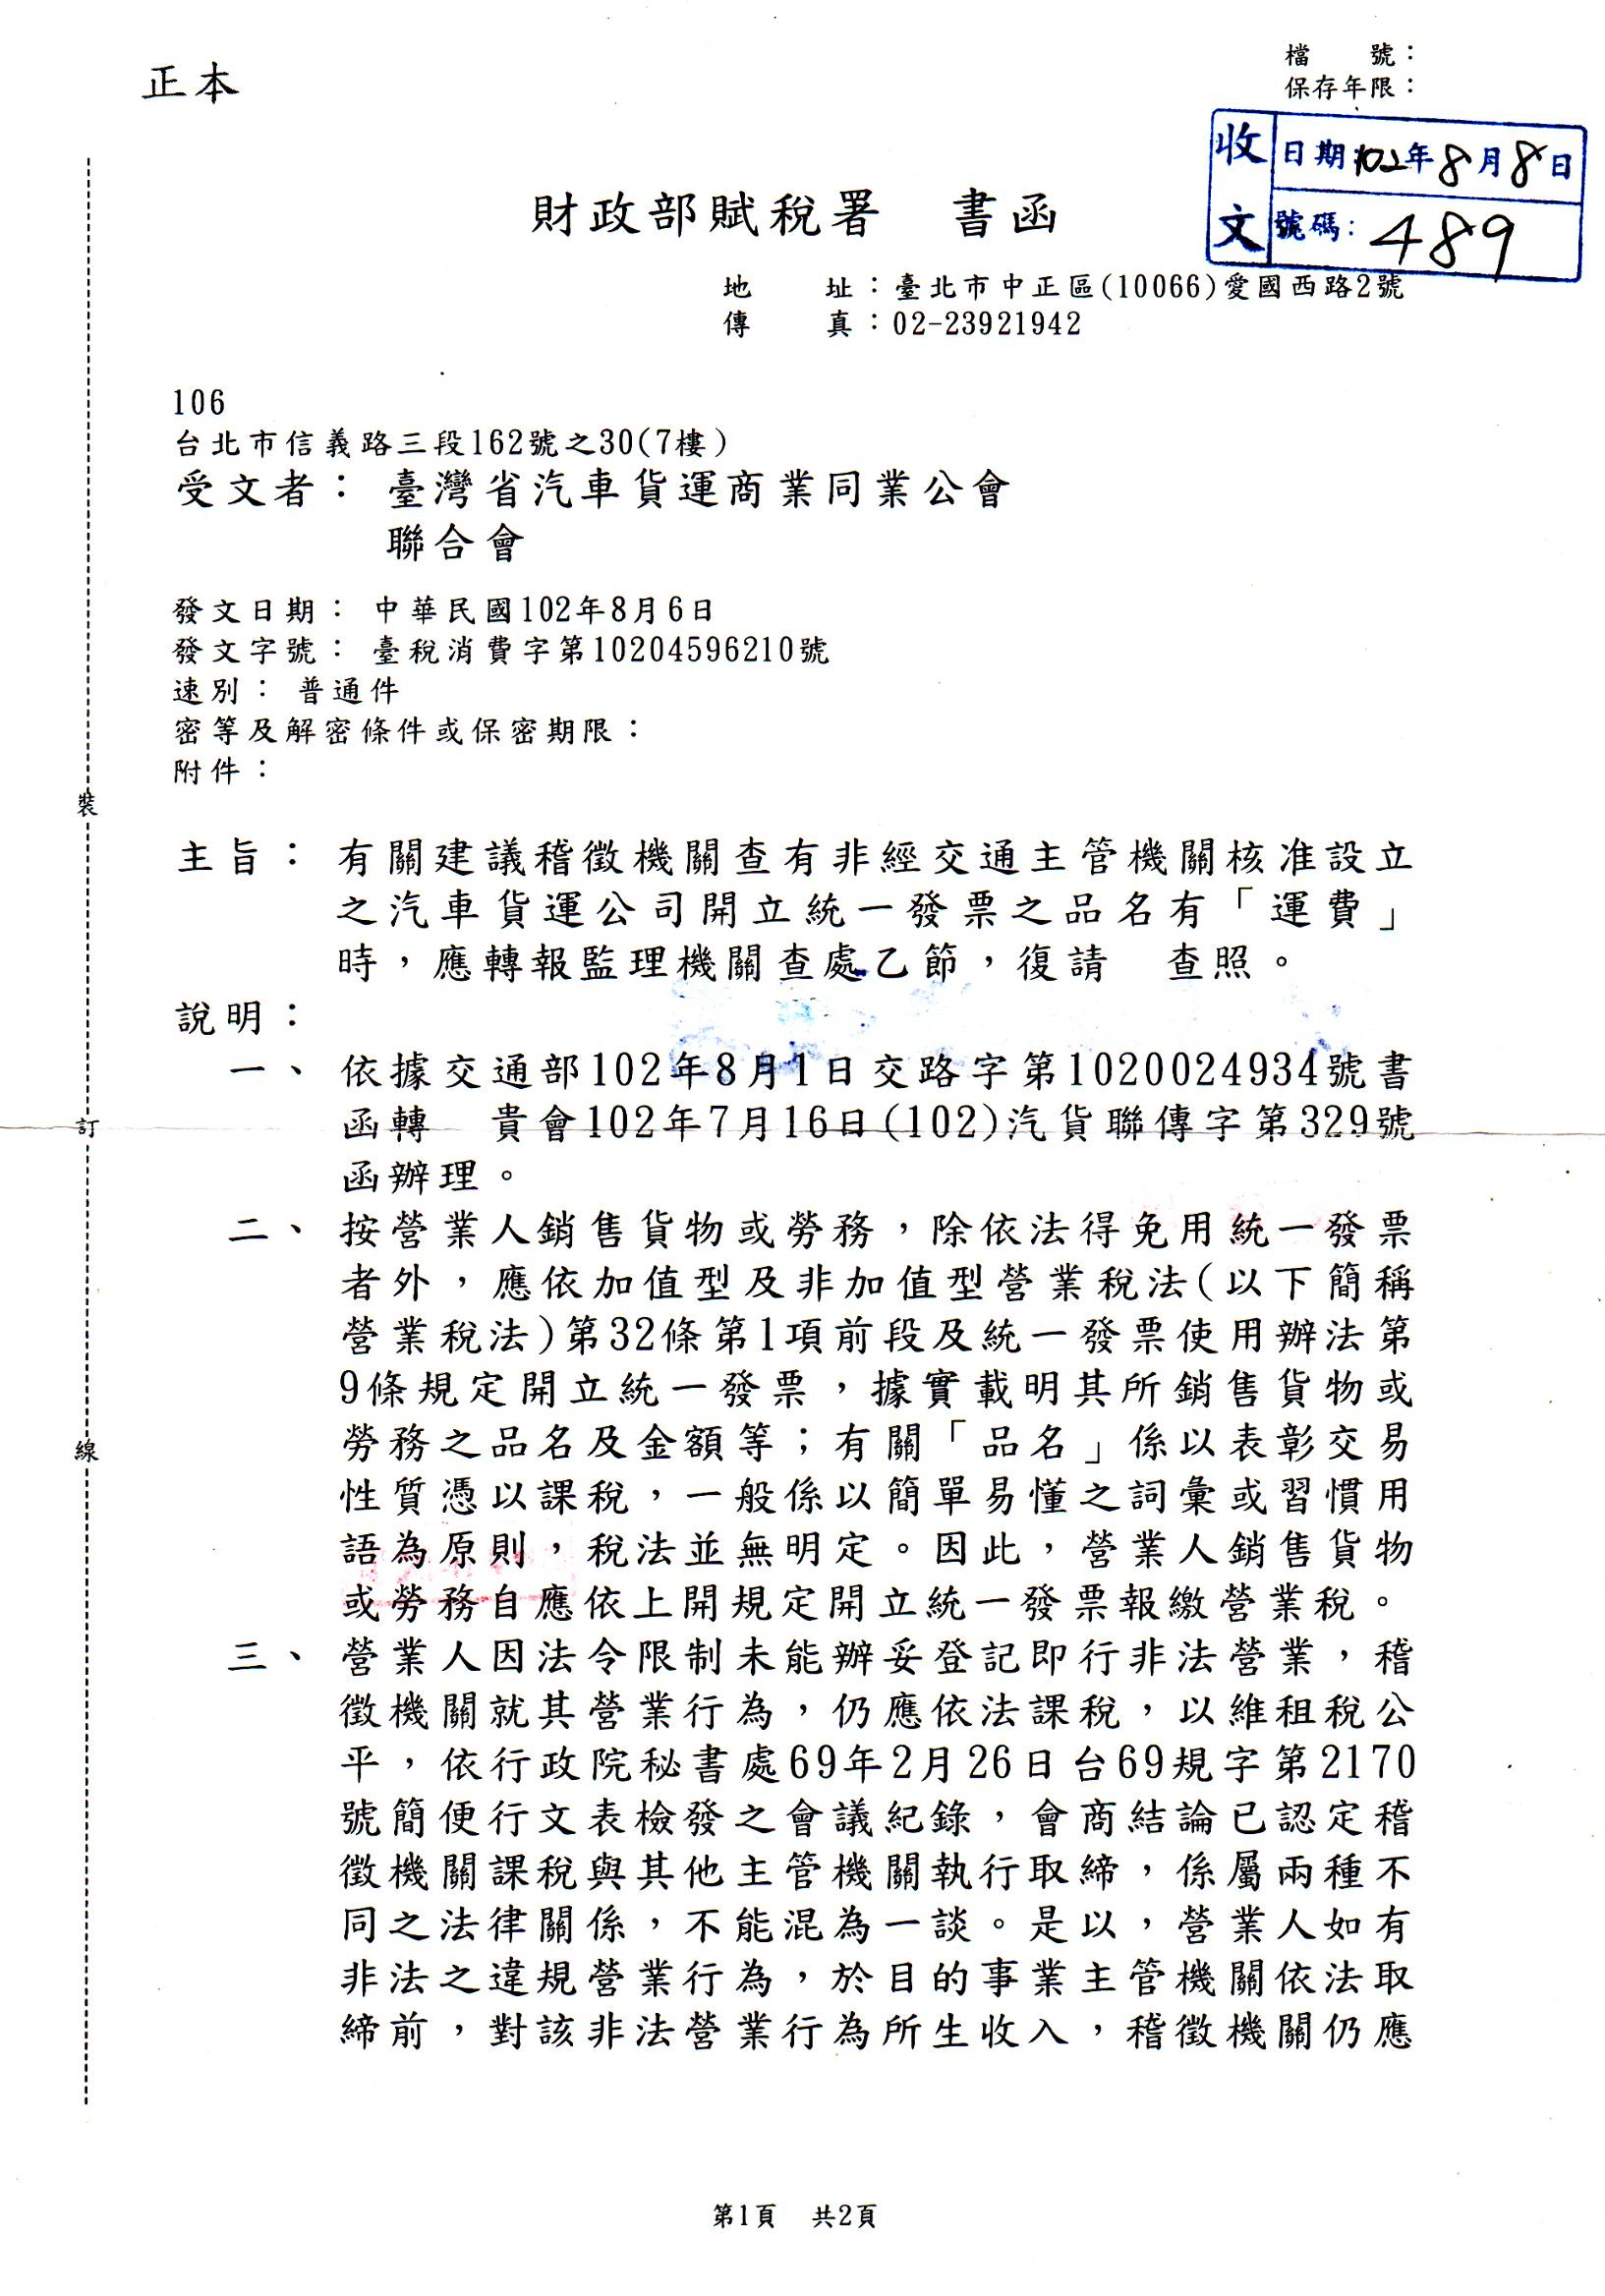 正本
檔　　號：
保存年限：
收文
日期102年8月8日
號碼：489
財政部賦稅署　書函
地　　址：臺北市中正區(10066)愛國西路2號
傳　　真：02-23921942
106
台北市信義路三段162號之30(7樓)
受文者：臺灣省汽車貨運商業同業公會
聯合會
發文日期：中華民國102年8月6日
發文字號：臺稅消費字第10204596210號
速別：普通件
密等及解密條件或保密期限：
附件：
主旨：有關建議稽徵機關查有非經交通主管機關核准設立
之汽車貨運公司開立統一發票之品名有「運費」
時，應轉報監理機關查處乙節，復請　查照。
說明：
一、依據交通部102年8月1日交路字第1020024934號書
函轉　貴會102年7月16日(102)汽貨聯傳字第329號
函辦理。
二、按營業人銷售貨物或勞務，除依法得免用統一發票
者外，應依加值型及非加值型營業稅法(以下簡稱
營業稅法)第32條第1項前段及統一發票使用辦法第
9條規定開立統一發票，據實載明其所銷售貨物或
勞務之品名及金額等；有關「品名」係以表彰交易
性質憑以課稅，一般係以簡單易懂之詞彙或習慣用
語為原則，稅法並無明定。因此，營業人銷售貨物
或勞務自應依上開規定開立統一發票報繳營業稅。
三、營業人因法令限制未能辦妥登記即行非法營業，稽
徵機關就其營業行為，仍應依法課稅，以維租稅公
平，依行政院秘書處69年2月26日台69規字第2170
號簡便行文表檢發之會議紀錄，會商結論已認定稽
徵機關課稅與其他主管機關執行取締，係屬兩種不
同之法律關係，不能混為一談。是以，營業人如有
非法之違規營業行為，於目的事業主管機關依法取
締前，對該非法營業行為所生收入，稽徵機關仍應
裝
訂
線
第1頁　共2頁